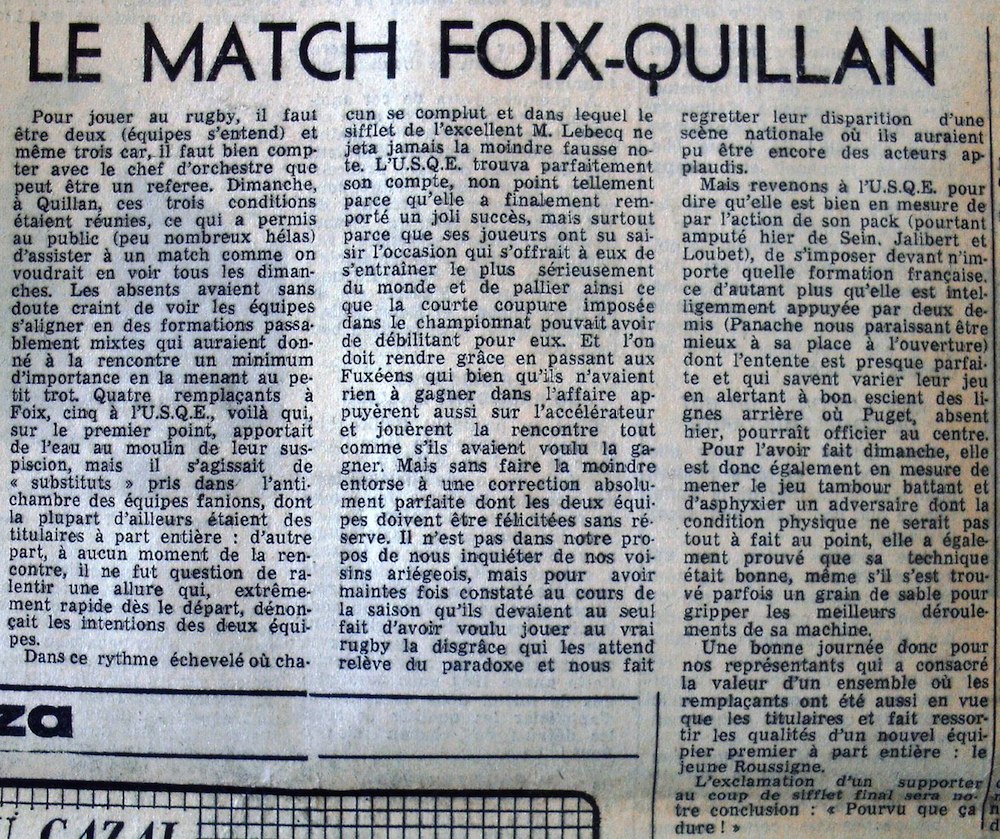 LE MATCH FOIX-QUILLAN
Pour jouer au rugby, il faut
être deux (équipes s'entend) et
même trois car, il faut bien comp-
ter avec le chef d'orchestre que
peut être un referee. Dimanche,
à Quillan, ces trois conditions
étaient réunies, ce qui a permis
au public (peu nombreux hélas)
d'assister à un match comme on
voudrait en voir tous les diman-
ches. Les absents avaient sans
doute craint de voir les équipes
s'aligner en des formations passa-
blement mixtes qui auraient don-
né à la rencontre un minimum
d'importance en la menant au pe-
tit trot. Quatre remplaçants à
Foix, cinq à l'U.S.Q.E., voilà qui,
sur le premier point, apportait
de l'eau au moulin de leur sus-
piscion, mais il s'agissait de
« substituts » pris dans l'anti-
chambre des équipes fanions, dont
la plupart d'ailleurs étaient des
titulaires à part entière : d'autre
part, à aucun moment de la ren-
contre, il ne fut question de ra-
lentir une allure qui, extrême-
ment rapide dès le départ, dénon-
çait les intentions des deux équi-
pes.
Dans ce rythme échevelé où cha-
cun se complut et dans lequel le
sifflet de l'excellent M. Lebecq ne
jeta jamais la moindre fausse no-
te. L'U.S.Q.E. trouva parfaitement
son compte, non point tellement
parce qu'elle a finalement rem-
porté un joli succès, mais surtout
parce que ses joueurs ont su sai-
sir l'occasion qui s'offrait à eux de
s'entraîner le plus sérieusement
du monde et de pallier ainsi ce
que la courte coupure imposée
dans le championnat pouvait avoir
de débilitant pour eux. Et l'on
doit rendre grâce en passant aux
Fuxéens qui bien qu'ils n'avaient
rien à gagner dans l'affaire ap-
puyèrent aussi sur l'accélérateur
et jouèrent la rencontre tout
comme s'ils avaient voulu la ga-
gner. Mais sans faire la moindre
entorse à une correction absolu-
ment parfaite dont les deux équi-
pes doivent être félicitées sans ré-
serve. Il n'est pas dans notre pro-
pos de nous inquiéter de nos voi-
sins ariégeois, mais pour avoir
maintes fois constaté au cours de
la saison qu'ils devaient au seul
fait d'avoir voulu jouer au vrai
rugby la disgrâce qui les attend
relève du paradoxe et nous fait
regretter leur disparition d'une
scène nationale où ils auraient
pu être encore des acteurs ap-
plaudis.
Mais revenons à l'U.S.Q.E. pour
dire qu'elle est bien en mesure de
par l'action de son pack (pourtant
amputé hier de Sein, Jalibert et
Loubet), de s'imposer devant n'im-
porte quelle formation française.
ce d'autant plus qu'elle est intel-
ligemment appuyée par deux de-
mis (Panache nous paraissant être
mieux à sa place à l'ouverture)
dont l'entente est presque parfai-
te et qui savent varier leur jeu
en alertant à bon escient des li-
gnes arrière où Puget, absent
hier, pourraît officier au centre.
Pour l'avoir fait dimanche, elle
est donc également en mesure de
mener le jeu tambour battant et
d'asphyxier un adversaire dont la
condition physique ne serait pas
tout à fait au point, elle a égale-
ment prouvé que sa technique
était bonne, même s'il s'est trou-
vé parfois un grain de sable pour
gripper les meilleurs déroule-
ments de sa machine.
Une bonne journée donc pour
nos représentants qui a consacré
la valeur d'un ensemble où les
remplaçants ont été aussi en vue
que les titulaires et fait ressor-
tir les qualités d'un nouvel équi-
pier premier à part entière : le
jeune Roussigne.
L'exclamation d'un supporter
au coup de sifflet final sera no-
tre conclusion : « Pourvu que ça
dure ! »
za
CAZAL